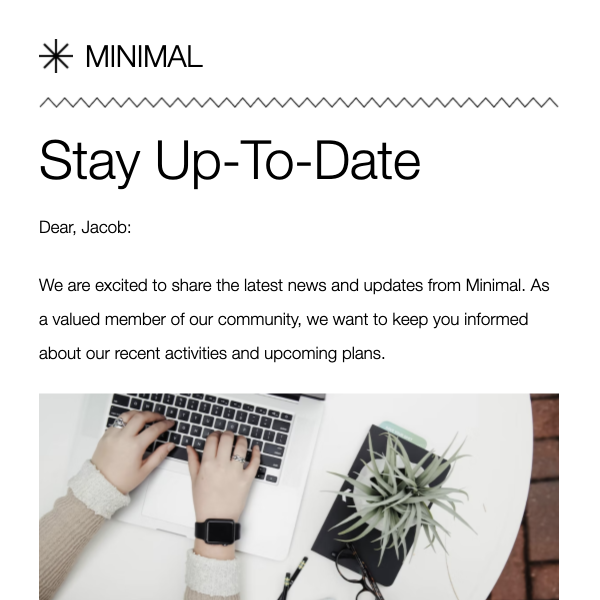 MINIMAL
Stay Up-To-Date
Dear, Jacob:
We are excited to share the latest news and updates from Minimal. As
a valued member of our community, we want to keep you informed
about our recent activities and upcoming plans.